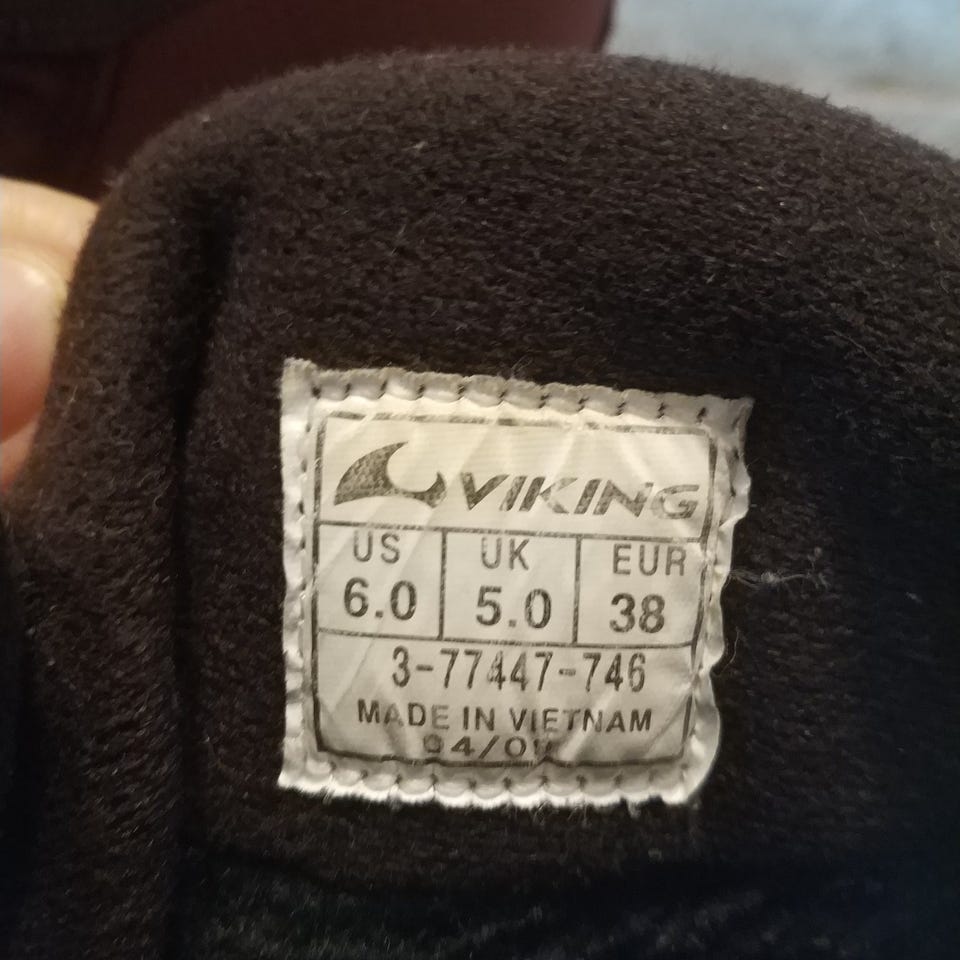 VIKING
US UK EUR
6.0 5.0 38
3-77447-746
MADE IN VIETNAM